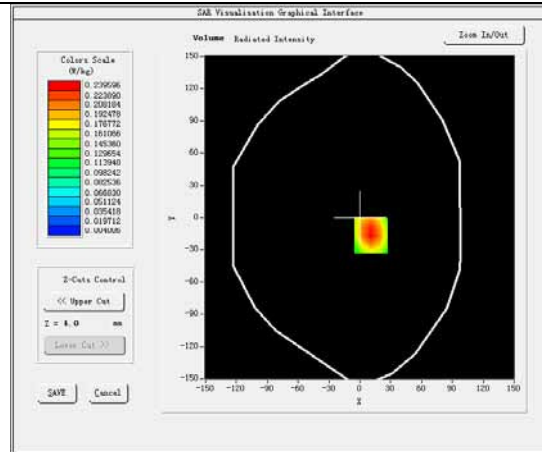 SAR Visualisation Graphical Interface
Volume Radiated Intensity
Zoom In/Out
Colors Scale
(W/kg)
0.239596
0.223890
0.208184
0.192478
0.176772
0.161066
0.145360
0.129654
0.113948
0.098242
0.082536
0.066830
0.051124
0.035418
0.019712
0.004006
150
120
90
60
30
0
-30
-60
-90
-120
-150
Y
-150 -120 -90 -60 -30 0 30 60 90 120 150
X
Z-Cuts Control
<< Upper Cut
Z = 4.0 mm
Lower Cut >>
SAVE Cancel